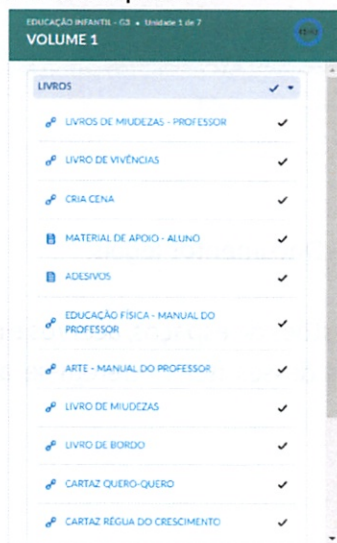 EDUCAÇÃO INFANTIL - G3 • Unidade 1 de 7
VOLUME 1
LIVROS
LIVROS DE MIUDEZAS - PROFESSOR
LIVRO DE VIVÊNCIAS
CRIA CENA
MATERIAL DE APOIO - ALUNO
ADESIVOS
EDUCAÇÃO FÍSICA - MANUAL DO
PROFESSOR
ARTE - MANUAL DO PROFESSOR
LIVRO DE MIUDEZAS
LIVRO DE BORDO
CARTAZ QUERO-QUERO
CARTAZ RÉGUA DO CRESCIMENTO